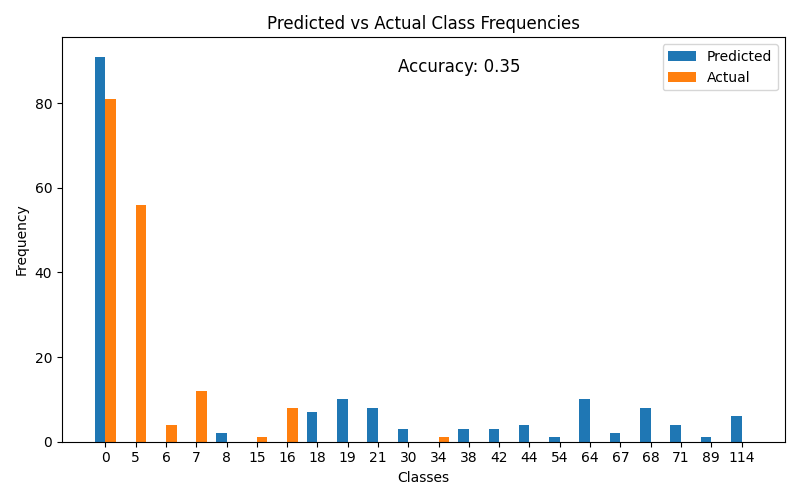 Predicted vs Actual Class Frequencies
Accuracy: 0.35
Predicted
Actual
Frequency
80
60
40
20
0
0 5 6 7 8 15 16 18 19 21 30 34 38 42 44 54 64 67 68 71 89 114
Classes